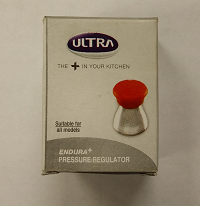 ULTRA
THE + IN YOUR KITCHEN
Suitable for
all models
ENDURA+
PRESSURE REGULATOR